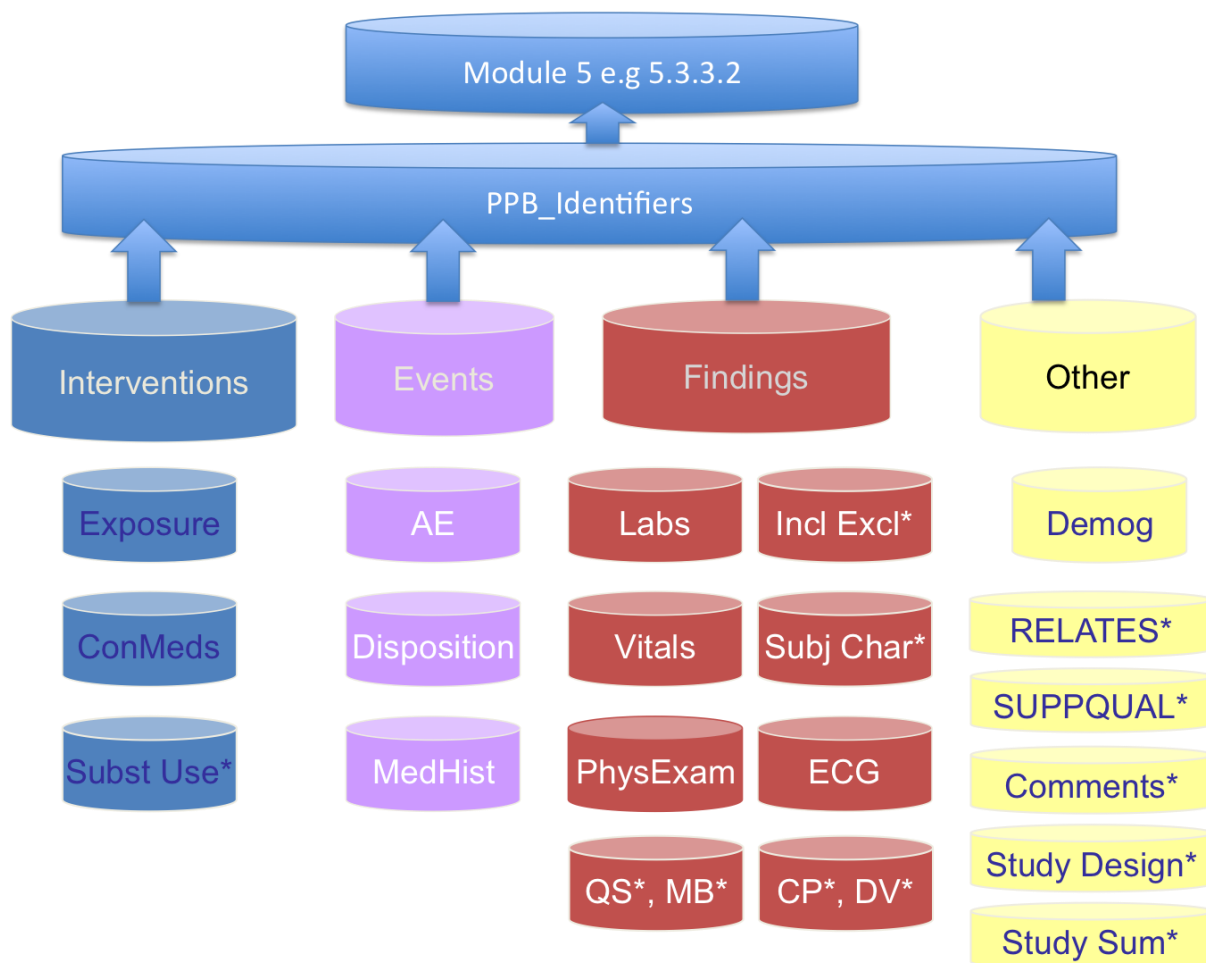 Module 5 e.g 5.3.3.2
PPB_Identifiers
Interventions
Events
Findings
Other
Exposure
AE
Labs
Incl Excl*
Demog
ConMeds
Disposition
Vitals
Subj Char*
RELATES*
SUPPQUAL*
Subst Use*
MedHist
PhysExam
ECG
Comments*
QS*, MB*
CP*, DV*
Study Design*
Study Sum*